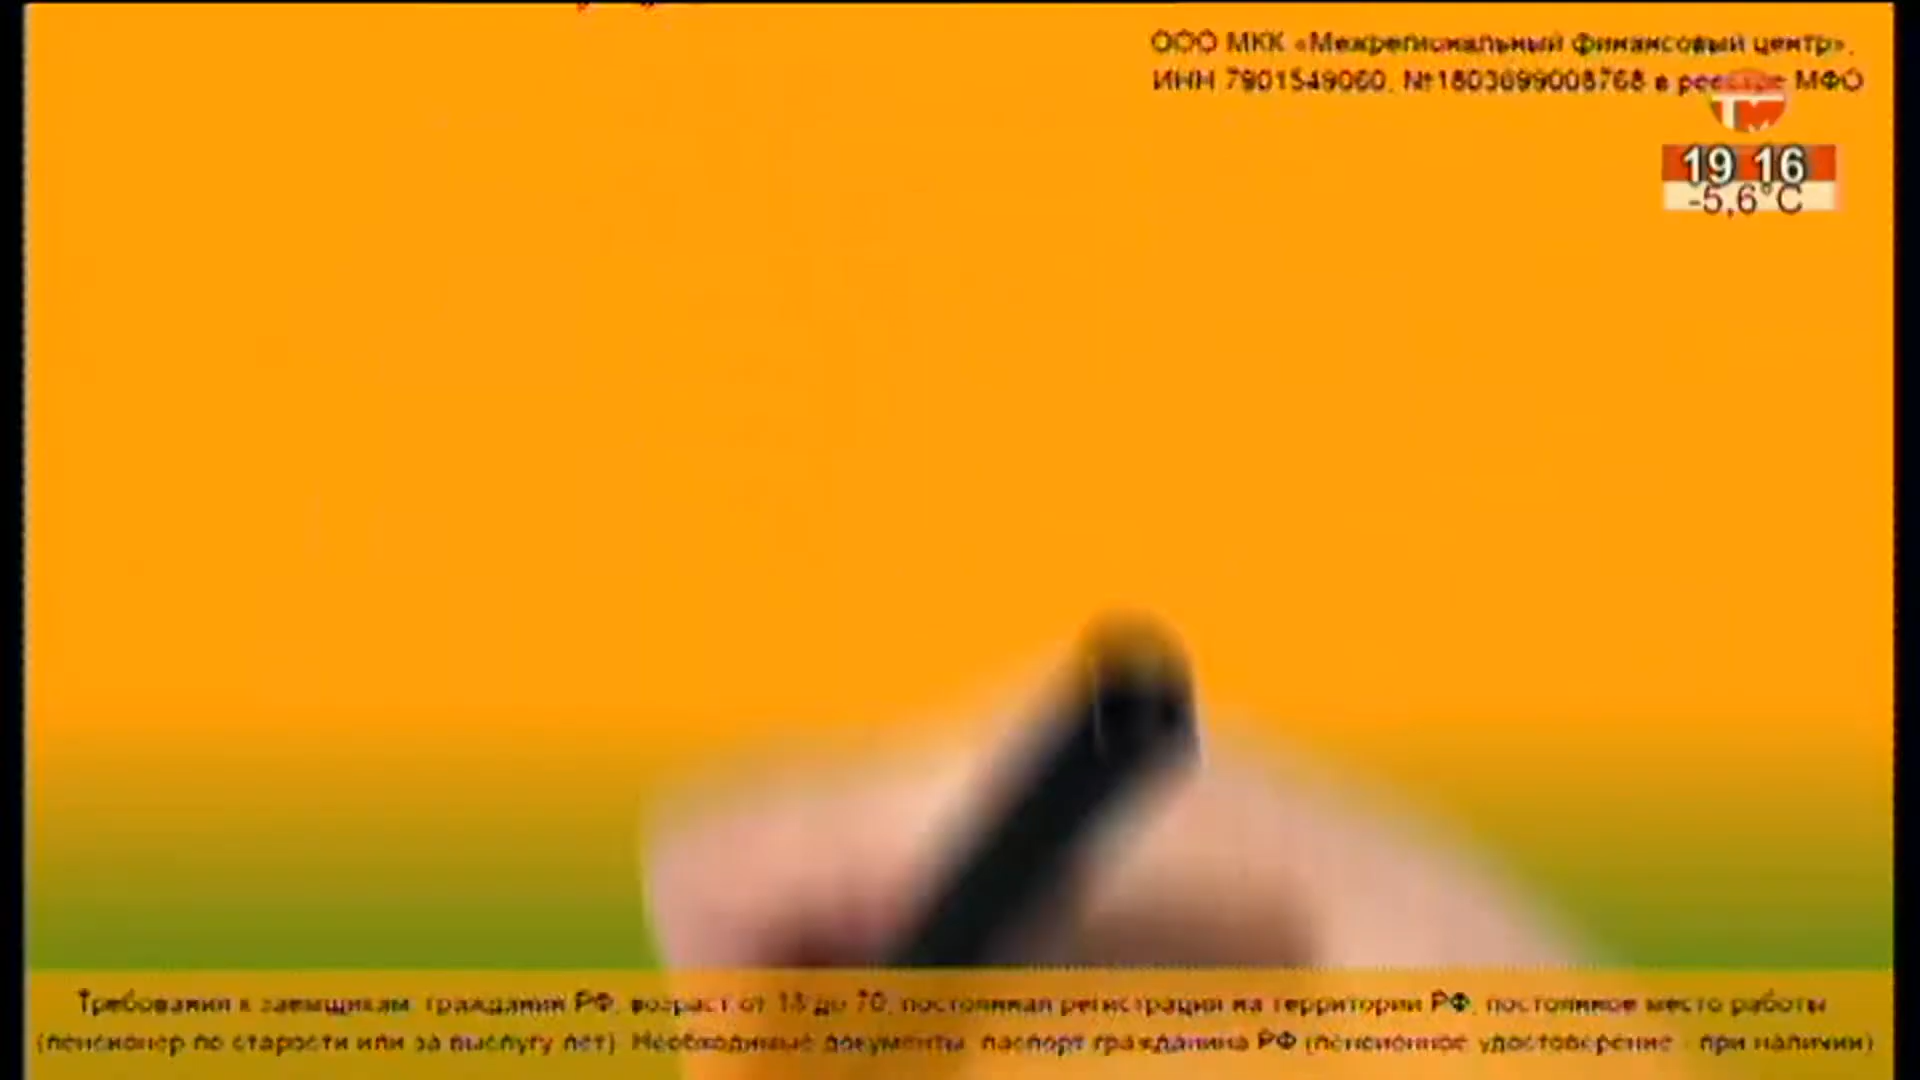 ООО МКК «Межрегиональный финансовый центр»,
ИНН 7901549060, №1803699008768 в реестре МФО
ТМ
19 16
-5,6°C
Требования к заемщикам: гражданин РФ, возраст от 18 до 70, постоянная регистрация на территории РФ, постоянное место работы
(пенсионер по старости или за выслугу лет). Необходимые документы: паспорт гражданина РФ (пенсионное удостоверение - при наличии)